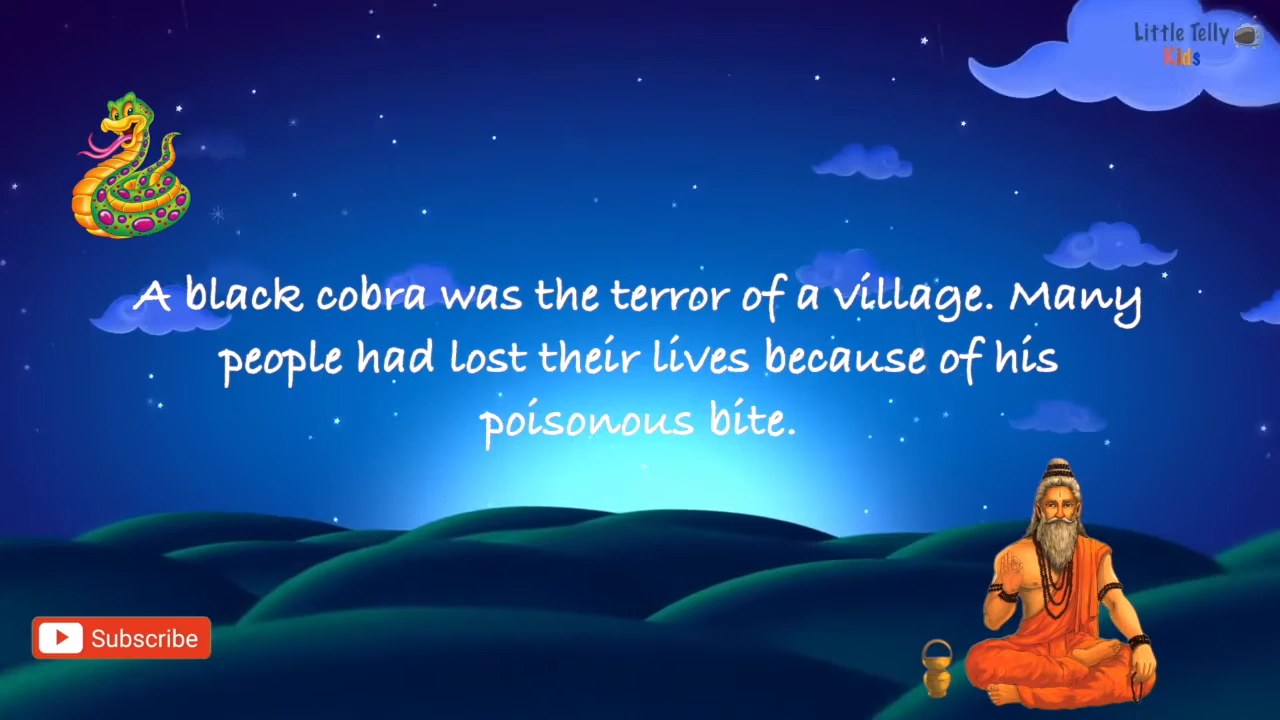 Little Telly
Kids
A black cobra was the terror of a village. Many
people had lost their lives because of his
poisonous bite.
Subscribe